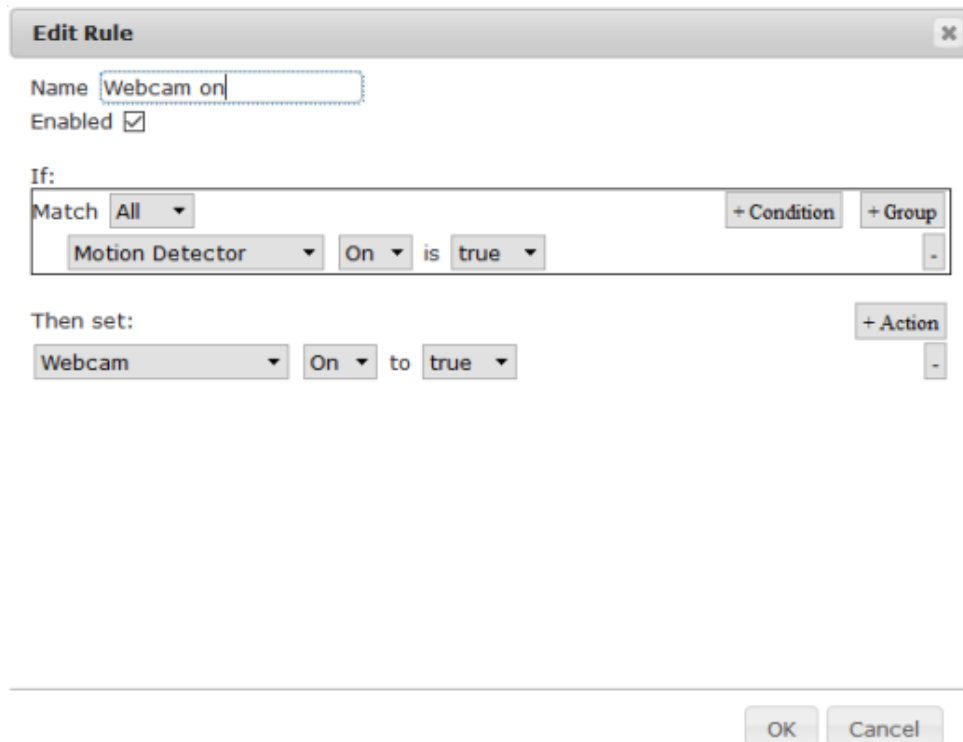 Edit Rule
Name Webcam on
Enabled
If:
Match All + Condition + Group
Motion Detector On is true -
Then set: + Action
Webcam On to true -
OK Cancel